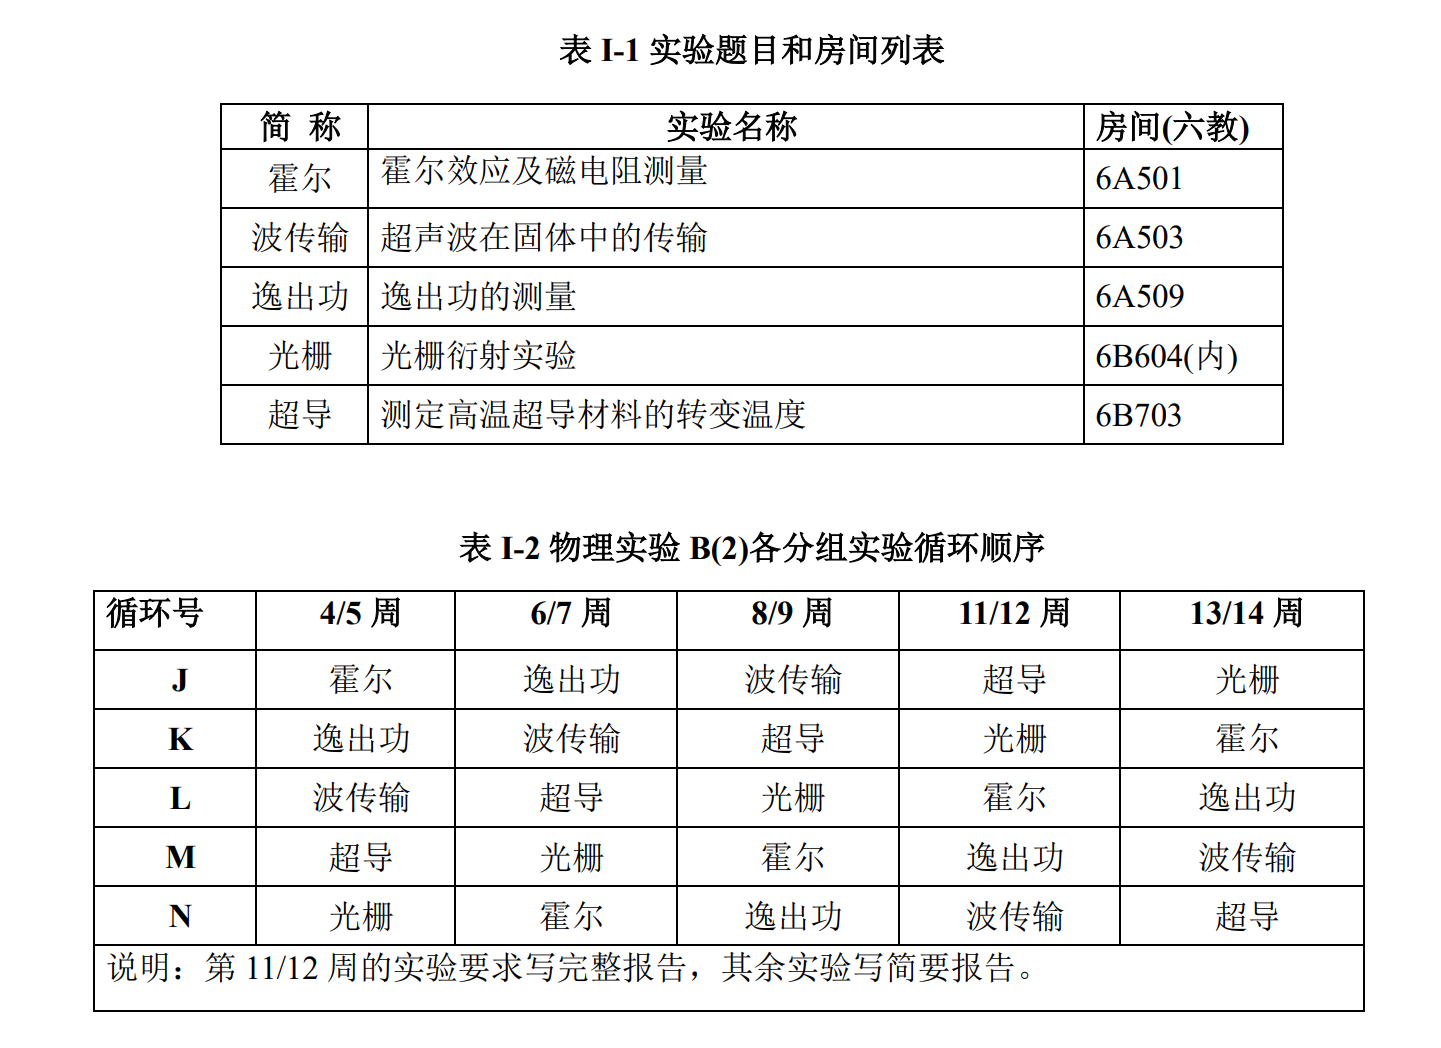 表 I-1 实验题目和房间列表
简 称 实验名称 房间(六教)
霍尔 霍尔效应及磁电阻测量 6A501
波传输 超声波在固体中的传输 6A503
逸出功 逸出功的测量 6A509
光栅 光栅衍射实验 6B604(内)
超导 测定高温超导材料的转变温度 6B703
表 I-2 物理实验 B(2)各分组实验循环顺序
循环号 4/5 周 6/7 周 8/9 周 11/12 周 13/14 周
J 霍尔 逸出功 波传输 超导 光栅
K 逸出功 波传输 超导 光栅 霍尔
L 波传输 超导 光栅 霍尔 逸出功
M 超导 光栅 霍尔 逸出功 波传输
N 光栅 霍尔 逸出功 波传输 超导
说明：第 11/12 周的实验要求写完整报告，其余实验写简要报告。